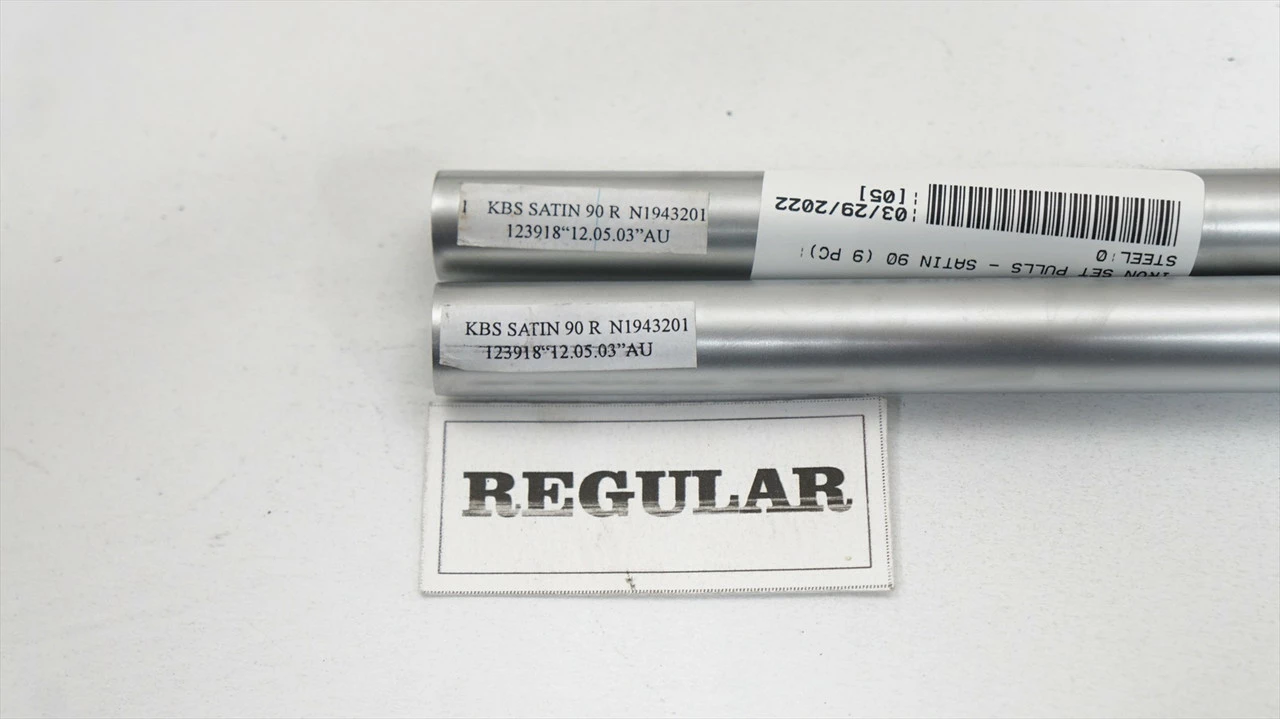 1 KBS SATIN 90 R N1943201
123918“12.05.03”AU
IRON SET PULLS - SATIN 90 (9 PC)
STEEL 0
03/29/2022
[05]
KBS SATIN 90 R N1943201
123918“12.05.03”AU
REGULAR